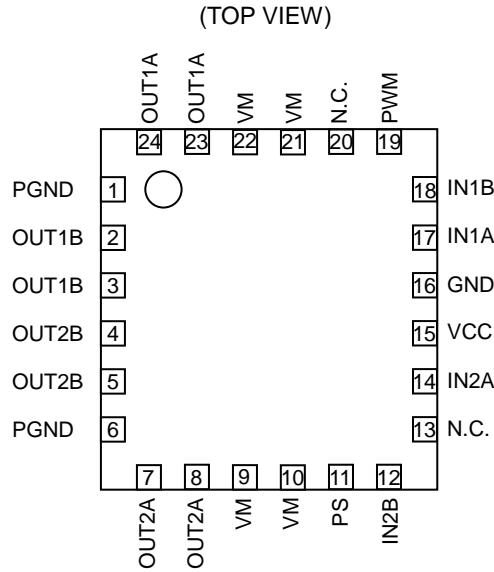 (TOP VIEW)
OUT1A
OUT1A
VM
VM
N.C.
PWM
24
23
22
21
20
19
PGND 1
OUT1B 2
OUT1B 3
OUT2B 4
OUT2B 5
PGND 6
18 IN1B
17 IN1A
16 GND
15 VCC
14 IN2A
13 N.C.
7
8
9
10
11
12
OUT2A
OUT2A
VM
VM
PS
IN2B